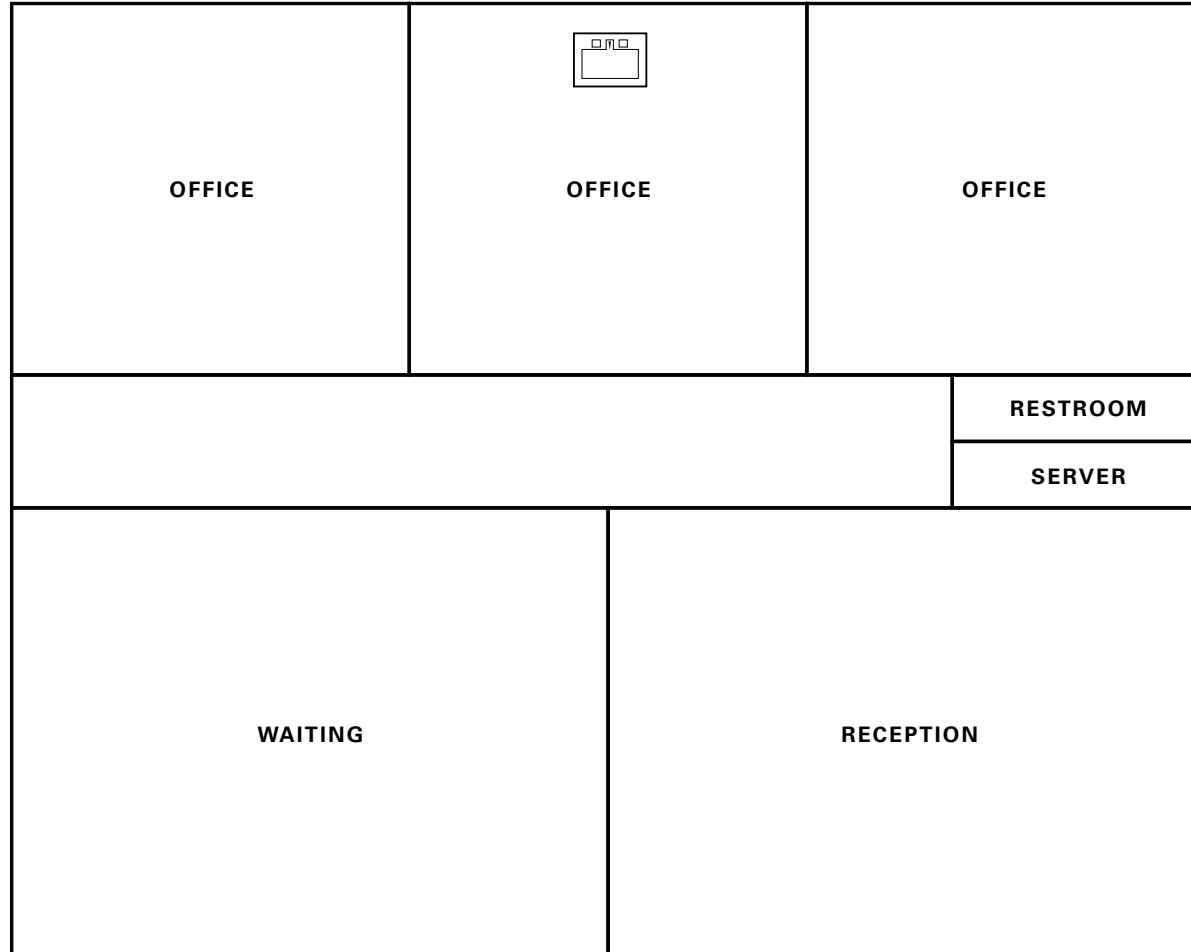 OFFICE
OFFICE
OFFICE
RESTROOM
SERVER
WAITING
RECEPTION